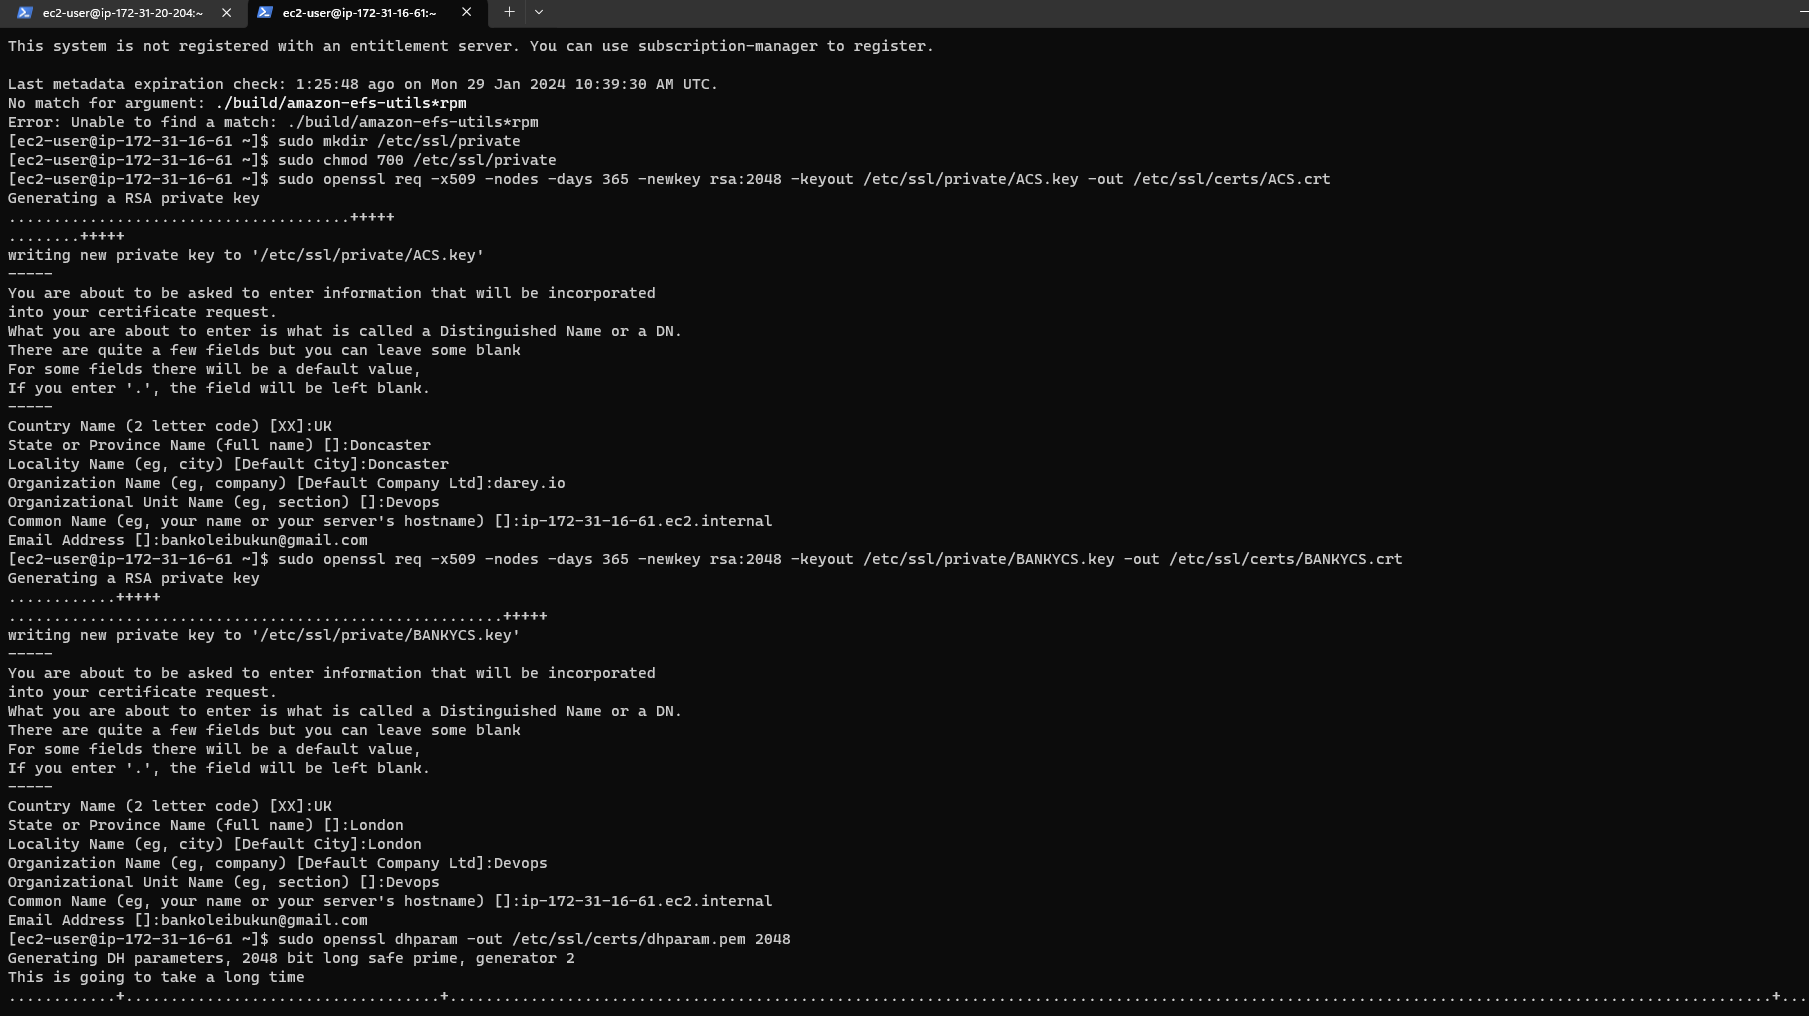 ec2-user@ip-172-31-20-204:~
ec2-user@ip-172-31-16-61:~
This system is not registered with an entitlement server. You can use subscription-manager to register.
Last metadata expiration check: 1:25:48 ago on Mon 29 Jan 2024 10:39:30 AM UTC.
No match for argument: ./build/amazon-efs-utils*rpm
Error: Unable to find a match: ./build/amazon-efs-utils*rpm
[ec2-user@ip-172-31-16-61 ~]$ sudo mkdir /etc/ssl/private
[ec2-user@ip-172-31-16-61 ~]$ sudo chmod 700 /etc/ssl/private
[ec2-user@ip-172-31-16-61 ~]$ sudo openssl req -x509 -nodes -days 365 -newkey rsa:2048 -keyout /etc/ssl/private/ACS.key -out /etc/ssl/certs/ACS.crt
Generating a RSA private key
......................................+++++
........+++++
writing new private key to '/etc/ssl/private/ACS.key'
-----
You are about to be asked to enter information that will be incorporated
into your certificate request.
What you are about to enter is what is called a Distinguished Name or a DN.
There are quite a few fields but you can leave some blank
For some fields there will be a default value,
If you enter '.', the field will be left blank.
-----
Country Name (2 letter code) [XX]:UK
State or Province Name (full name) []:Doncaster
Locality Name (eg, city) [Default City]:Doncaster
Organization Name (eg, company) [Default Company Ltd]:darey.io
Organizational Unit Name (eg, section) []:Devops
Common Name (eg, your name or your server's hostname) []:ip-172-31-16-61.ec2.internal
Email Address []:bankoleibukun@gmail.com
[ec2-user@ip-172-31-16-61 ~]$ sudo openssl req -x509 -nodes -days 365 -newkey rsa:2048 -keyout /etc/ssl/private/BANKYCS.key -out /etc/ssl/certs/BANKYCS.crt
Generating a RSA private key
............+++++
.......................................................+++++
writing new private key to '/etc/ssl/private/BANKYCS.key'
-----
You are about to be asked to enter information that will be incorporated
into your certificate request.
What you are about to enter is what is called a Distinguished Name or a DN.
There are quite a few fields but you can leave some blank
For some fields there will be a default value,
If you enter '.', the field will be left blank.
-----
Country Name (2 letter code) [XX]:UK
State or Province Name (full name) []:London
Locality Name (eg, city) [Default City]:London
Organization Name (eg, company) [Default Company Ltd]:Devops
Organizational Unit Name (eg, section) []:Devops
Common Name (eg, your name or your server's hostname) []:ip-172-31-16-61.ec2.internal
Email Address []:bankoleibukun@gmail.com
[ec2-user@ip-172-31-16-61 ~]$ sudo openssl dhparam -out /etc/ssl/certs/dhparam.pem 2048
Generating DH parameters, 2048 bit long safe prime, generator 2
This is going to take a long time
............+...................................+...................................................................................................................................................+...